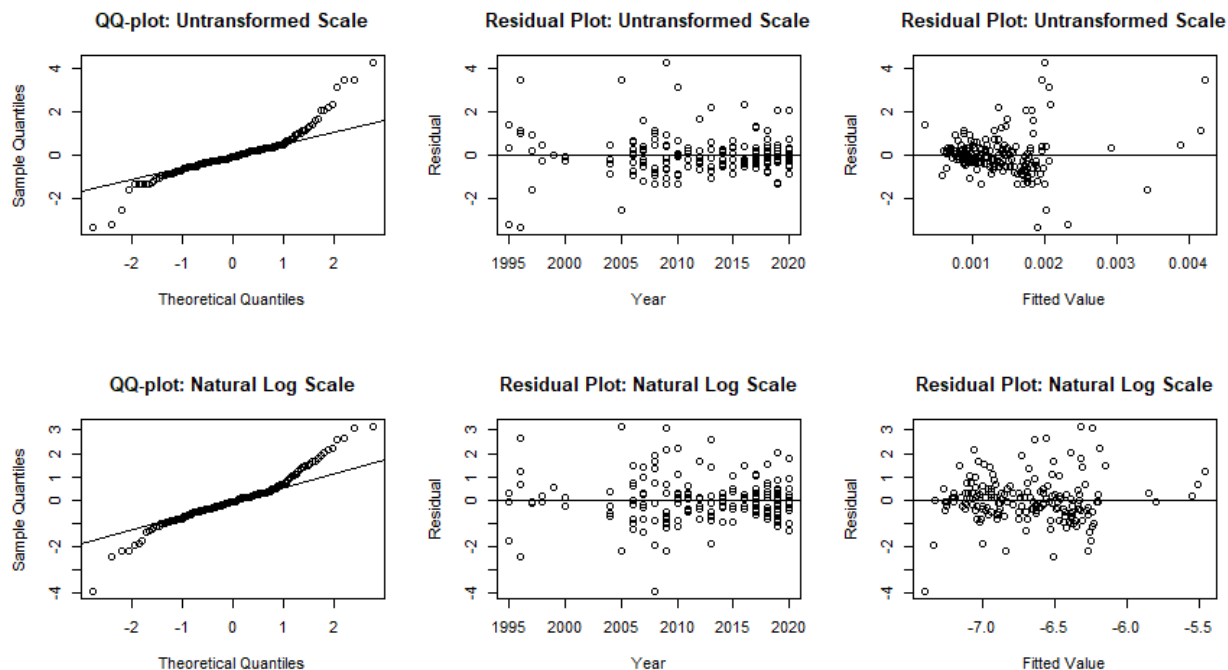 QQ-plot: Untransformed Scale
Sample Quantiles
4
2
0
-2
-2 -1 0 1 2
Theoretical Quantiles
Residual Plot: Untransformed Scale
Residual
4
2
0
-2
1995 2000 2005 2010 2015 2020
Year
Residual Plot: Untransformed Scale
Residual
4
2
0
-2
0.001 0.002 0.003 0.004
Fitted Value
QQ-plot: Natural Log Scale
Sample Quantiles
3
2
1
0
-2
-4
-2 -1 0 1 2
Theoretical Quantiles
Residual Plot: Natural Log Scale
Residual
3
2
1
0
-2
-4
1995 2000 2005 2010 2015 2020
Year
Residual Plot: Natural Log Scale
Residual
3
2
1
0
-2
-4
-7.0 -6.5 -6.0 -5.5
Fitted Value